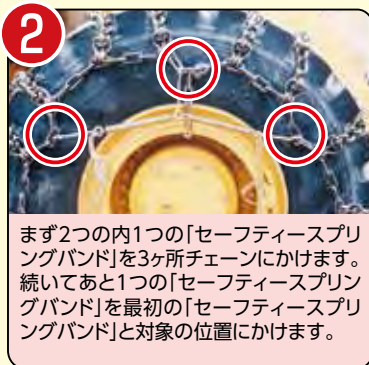 2
まず2つの内1つの「セーフティースプリ
ングバンド」を3ヶ所チェーンにかけます。
続いてあと1つの「セーフティースプリン
グバンド」を最初の「セーフティースプリ
ングバンド」と対象の位置にかけます。